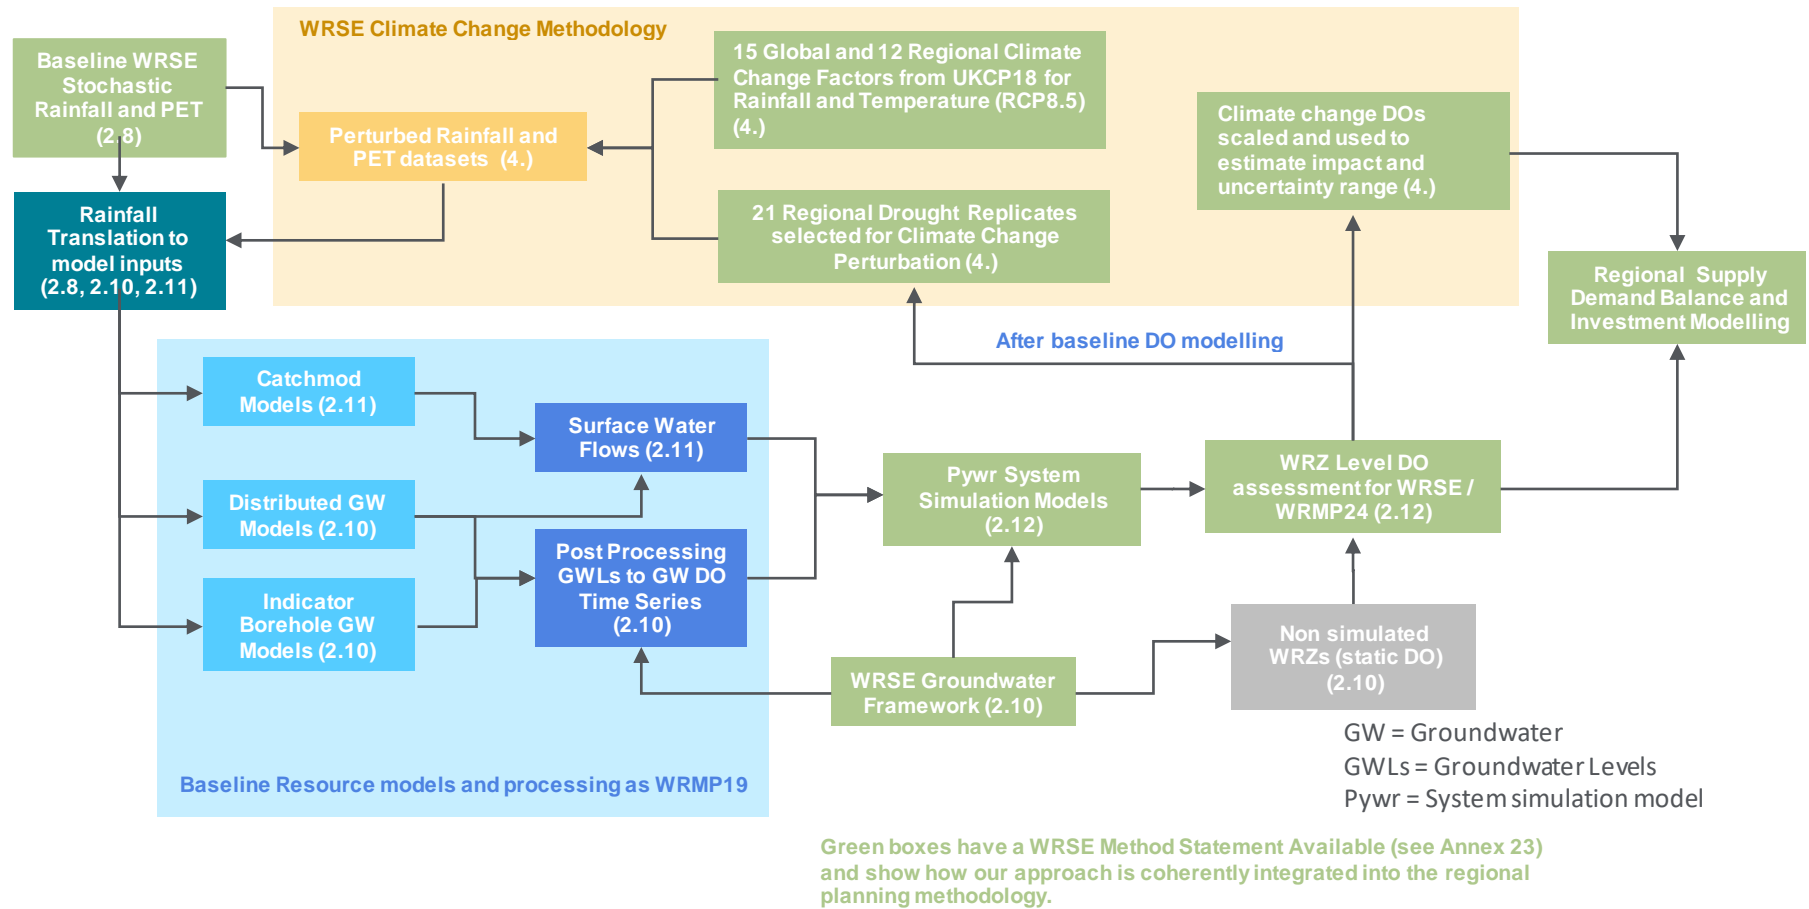 WRSE Climate Change Methodology
Baseline WRSE
Stochastic
Rainfall and PET
(2.8)
15 Global and 12 Regional Climate
Change Factors from UKCP18 for
Rainfall and Temperature (RCP8.5)
(4.)
Perturbed Rainfall and
PET datasets (4.)
Climate change DOs
scaled and used to
estimate impact and
uncertainty range (4.)
Rainfall
Translation to
model inputs
(2.8, 2.10, 2.11)
21 Regional Drought Replicates
selected for Climate Change
Perturbation (4.)
Regional Supply
Demand Balance and
Investment Modelling
After baseline DO modelling
Catchmod
Models (2.11)
Surface Water
Flows (2.11)
Distributed GW
Models (2.10)
Pywr System
Simulation Models
(2.12)
WRZ Level DO
assessment for WRSE /
WRMP24 (2.12)
Post Processing
GWLs to GW DO
Time Series
(2.10)
Indicator
Borehole GW
Models (2.10)
Non simulated
WRZs (static DO)
(2.10)
WRSE Groundwater
Framework (2.10)
GW = Groundwater
GWLs = Groundwater Levels
Pywr = System simulation model
Baseline Resource models and processing as WRMP19
Green boxes have a WRSE Method Statement Available (see Annex 23)
and show how our approach is coherently integrated into the regional
planning methodology.